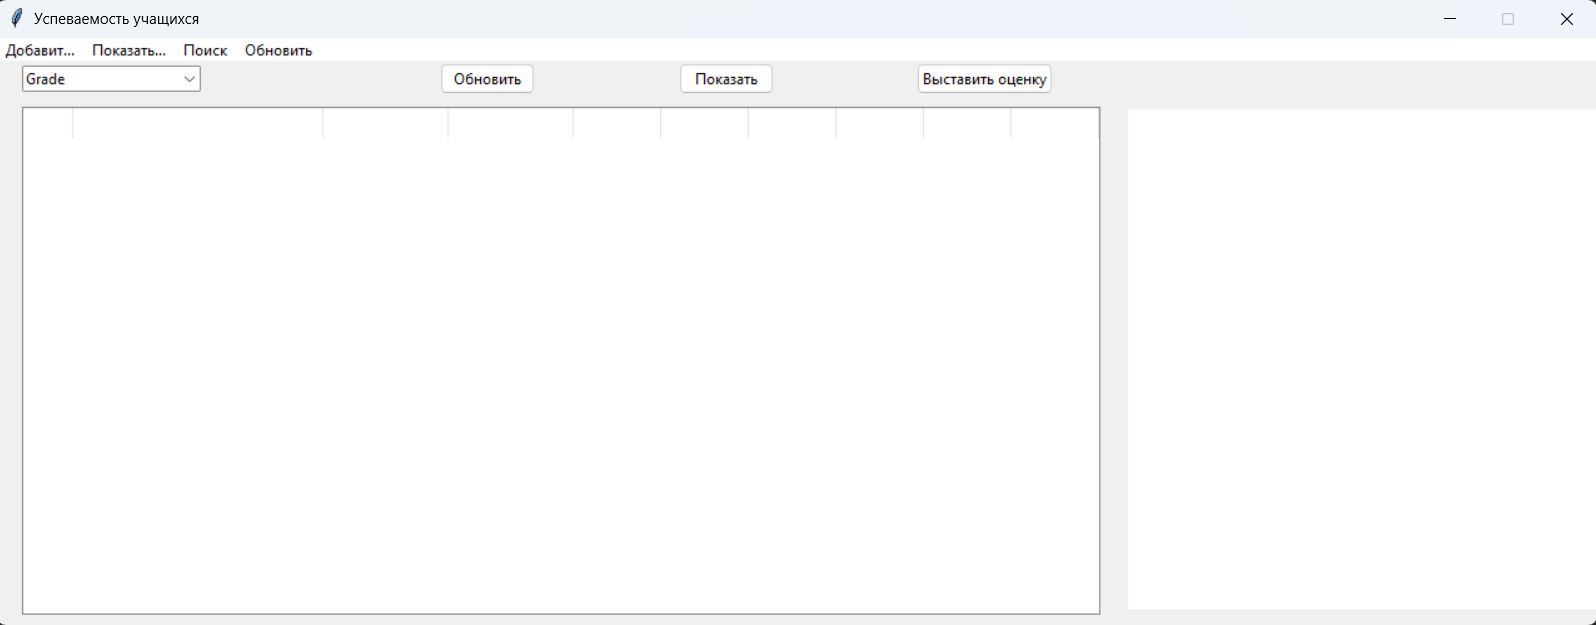 Успеваемость учащихся
Добавит... Показать... Поиск Обновить
Grade Обновить Показать Выставить оценку